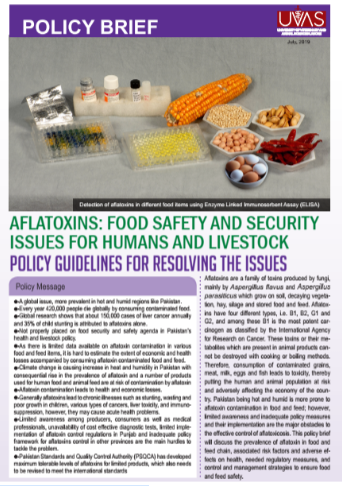 POLICY BRIEF
UVAS
July, 2019
Detection of aflatoxins in different food items using Enzyme Linked Immunosorbent Assay (ELISA)
AFLATOXINS: FOOD SAFETY AND SECURITY
ISSUES FOR HUMANS AND LIVESTOCK
POLICY GUIDELINES FOR RESOLVING THE ISSUES
Policy Message
●A global issue, more prevalent in hot and humid regions like Pakistan.
●Every year 420,000 people die globally by consuming contaminated food.
●Global research shows that about 150,000 cases of liver cancer annually
and 35% of child stunting is attributed to aflatoxins alone.
●Not properly placed on food security and safety agenda in Pakistan's
health and livestock policy.
●As there is limited data available on aflatoxin contamination in various
food and feed items, it is hard to estimate the extent of economic and health
losses accompanied by consuming aflatoxin contaminated food and feed.
●Climate change is causing increase in heat and humidity in Pakistan with
consequential rise in the prevalence of aflatoxin and a number of products
used for human food and animal feed are at risk of contamination by aflatoxin
●Aflatoxin contamination leads to health and economic losses.
●Generally aflatoxins lead to chronic illnesses such as stunting, wasting and
poor growth in children, various types of cancers, liver toxicity, and immuno-
suppression, however, they may cause acute health problems.
●Limited awareness among producers, consumers as well as medical
professionals, unavailability of cost effective diagnostic tests, limited imple-
mentation of aflatoxin control regulations in Punjab and inadequate policy
framework for aflatoxins control in other provinces are the main hurdles to
tackle the problem.
●Pakistan Standards and Quality Control Authority (PSQCA) has developed
maximum tolerable levels of aflatoxins for limited products, which also needs
to be revised to meet the international standards
Aflatoxins are a family of toxins produced by fungi,
mainly by Aspergillus flavus and Aspergillus
parasiticus which grow on soil, decaying vegeta-
tion, hay, silage and stored food and feed. Aflatox-
ins have four different types, i.e. B1, B2, G1 and
G2, and among these B1 is the most potent car-
cinogen as classified by the International Agency
for Research on Cancer. These toxins or their me-
tabolites which are present in animal products can-
not be destroyed with cooking or boiling methods.
Therefore, consumption of contaminated grains,
meat, milk, eggs and fish leads to toxicity, thereby
putting the human and animal population at risk
and adversely affecting the economy of the coun-
try. Pakistan being hot and humid is more prone to
aflatoxin contamination in food and feed; however,
limited awareness and inadequate policy measures
and their implementation are the major obstacles to
the effective control of aflatoxicosis. This policy brief
will discuss the prevalence of aflatoxin in food and
feed chain, associated risk factors and adverse ef-
fects on health, needed regulatory measures, and
control and management strategies to ensure food
and feed safety.